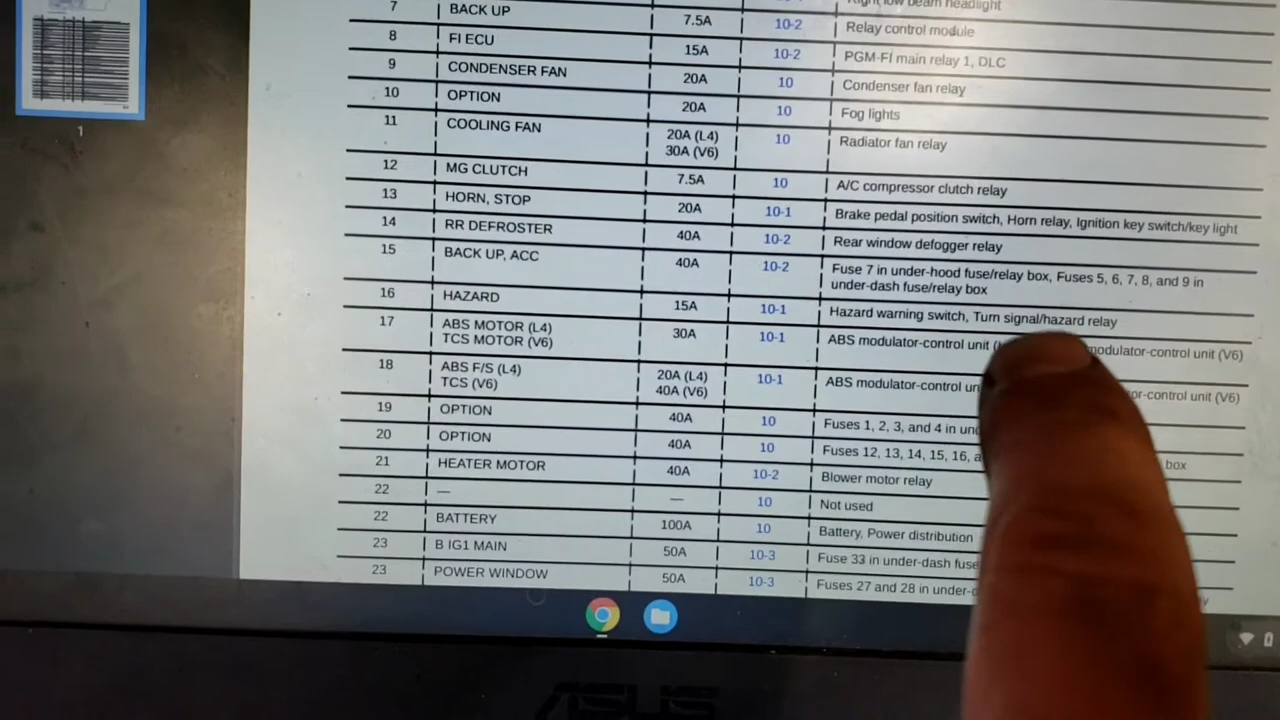 Right low beam headlight
7 BACK UP 7.5A 10-2 Relay control module
8 FI ECU 15A 10-2 PGM-FI main relay 1, DLC
9 CONDENSER FAN 20A 10 Condenser fan relay
10 OPTION 20A 10 Fog lights
11 COOLING FAN 20A (L4) 10 Radiator fan relay
30A (V6)
12 MG CLUTCH 7.5A 10 A/C compressor clutch relay
13 HORN, STOP 20A 10-1 Brake pedal position switch, Horn relay, Ignition key switch/key light
14 RR DEFROSTER 40A 10-2 Rear window defogger relay
15 BACK UP, ACC 40A 10-2 Fuse 7 in under-hood fuse/relay box, Fuses 5, 6, 7, 8, and 9 in
under-dash fuse/relay box
16 HAZARD 15A 10-1 Hazard warning switch, Turn signal/hazard relay
17 ABS MOTOR (L4) 30A 10-1 ABS modulator-control unit modulator-control unit (V6)
TCS MOTOR (V6)
18 ABS F/S (L4) 20A (L4) 10-1 ABS modulator-control unit (V6)
TCS (V6) 40A (V6)
19 OPTION 40A 10 Fuses 1, 2, 3, and 4 in
20 OPTION 40A 10 Fuses 12, 13, 14, 15, 16, box
21 HEATER MOTOR 40A 10-2 Blower motor relay
22 — — 10 Not used
22 BATTERY 100A 10 Battery, Power distribution
23 B IG1 MAIN 50A 10-3 Fuse 33 in under-dash
23 POWER WINDOW 50A 10-3 Fuses 27 and 28 in
1
ASUS